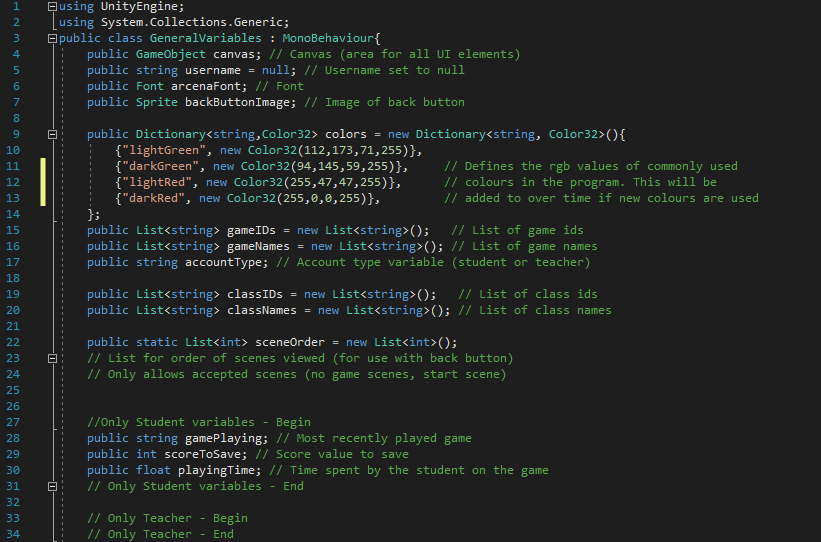 1 using UnityEngine;
2 using System.Collections.Generic;
3 public class GeneralVariables : MonoBehaviour{
4 public GameObject canvas; // Canvas (area for all UI elements)
5 public string username = null; // Username set to null
6 public Font arcenaFont; // Font
7 public Sprite backButtonImage; // Image of back button
8
9 public Dictionary<string,Color32> colors = new Dictionary<string, Color32>(){
10 {"lightGreen", new Color32(112,173,71,255)},
11 {"darkGreen", new Color32(94,145,59,255)}, // Defines the rgb values of commonly used
12 {"lightRed", new Color32(255,47,47,255)}, // colours in the program. This will be
13 {"darkRed", new Color32(255,0,0,255)}, // added to over time if new colours are used
14 };
15 public List<string> gameIDs = new List<string>(); // List of game ids
16 public List<string> gameNames = new List<string>(); // List of game names
17 public string accountType; // Account type variable (student or teacher)
18
19 public List<string> classIDs = new List<string>(); // List of class ids
20 public List<string> classNames = new List<string>(); // List of class names
21
22 public static List<int> sceneOrder = new List<int>();
23 // List for order of scenes viewed (for use with back button)
24 // Only allows accepted scenes (no game scenes, start scene)
25
26
27 //Only Student variables - Begin
28 public string gamePlaying; // Most recently played game
29 public int scoreToSave; // Score value to save
30 public float playingTime; // Time spent by the student on the game
31 // Only Student variables - End
32
33 // Only Teacher - Begin
34 // Only Teacher - End